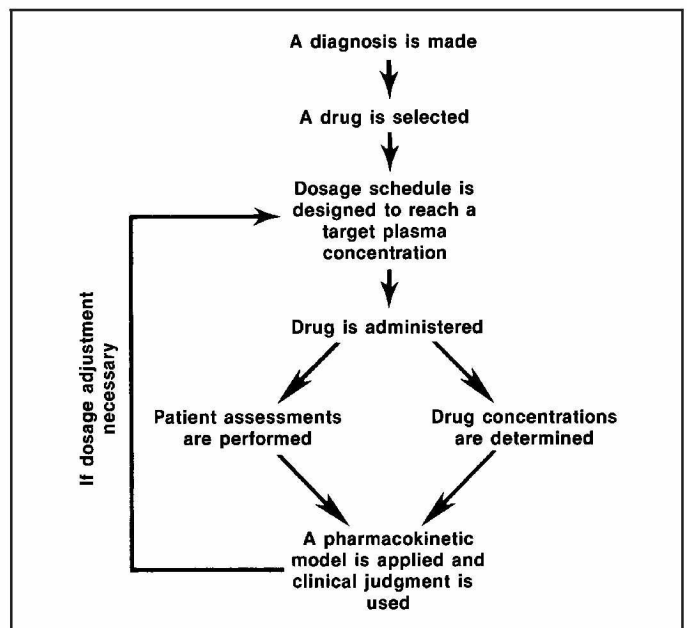 A diagnosis is made
A drug is selected
Dosage schedule is
designed to reach a
target plasma
concentration
Drug is administered
Patient assessments
are performed
Drug concentrations
are determined
A pharmacokinetic
model is applied and
clinical judgment is
used
If dosage adjustment
necessary